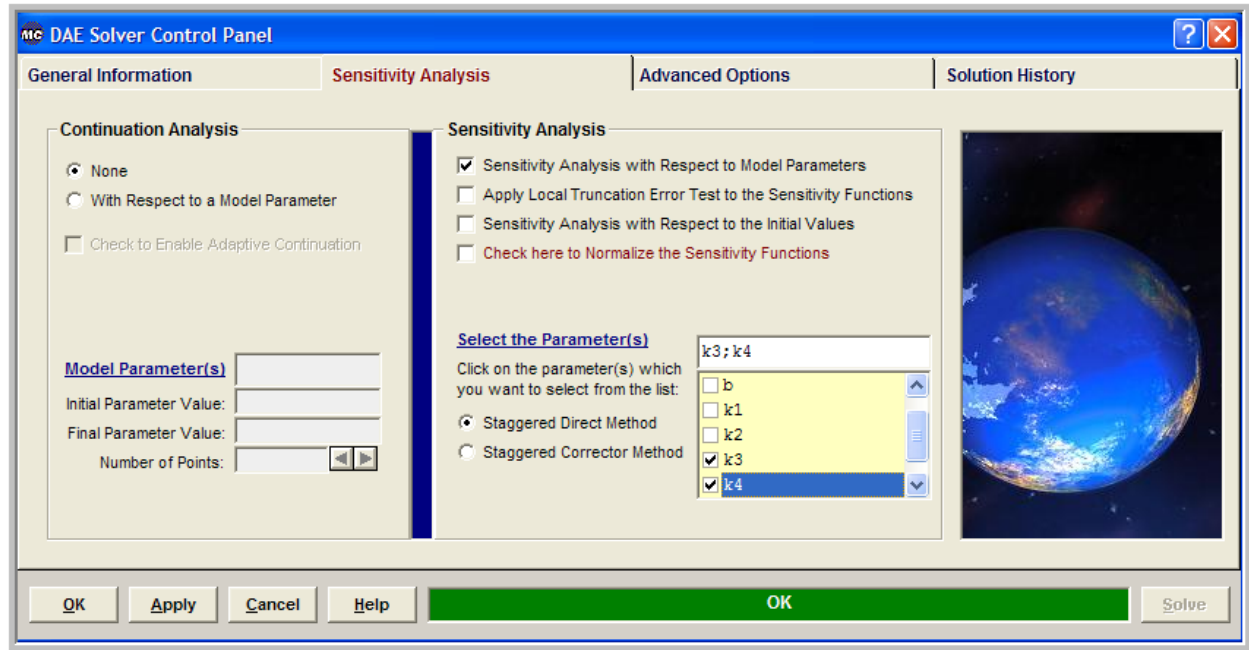 MC DAE Solver Control Panel
General Information
Sensitivity Analysis
Advanced Options
Solution History
Continuation Analysis
None
With Respect to a Model Parameter
Check to Enable Adaptive Continuation
Model Parameter(s)
Initial Parameter Value:
Final Parameter Value:
Number of Points:
Sensitivity Analysis
Sensitivity Analysis with Respect to Model Parameters
Apply Local Truncation Error Test to the Sensitivity Functions
Sensitivity Analysis with Respect to the Initial Values
Check here to Normalize the Sensitivity Functions
Select the Parameter(s)
k3;k4
Click on the parameter(s) which
you want to select from the list:
Staggered Direct Method
Staggered Corrector Method
b
k1
k2
k3
k4
OK
Apply
Cancel
Help
OK
Solve